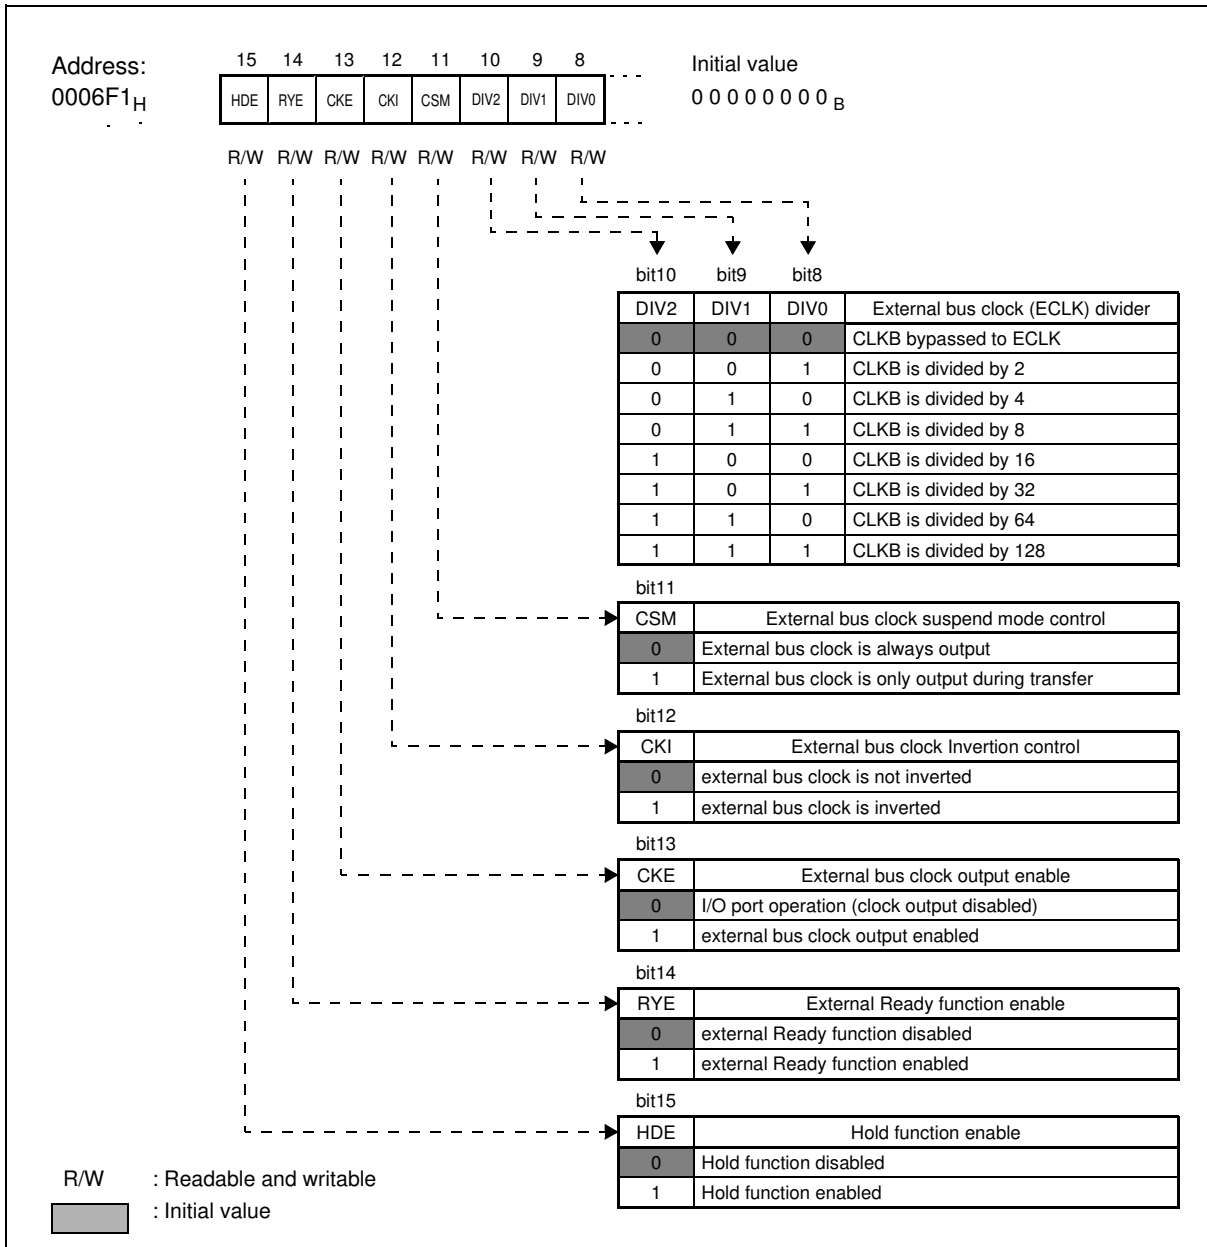 Address:
0006F1H
15 14 13 12 11 10 9 8
HDE RYE CKE CKI CSM DIV2 DIV1 DIV0
Initial value
0 0 0 0 0 0 0 0 B
R/W R/W R/W R/W R/W R/W R/W R/W
bit10 bit9 bit8
DIV2 DIV1 DIV0 External bus clock (ECLK) divider
0 0 0 CLKB bypassed to ECLK
0 0 1 CLKB is divided by 2
0 1 0 CLKB is divided by 4
0 1 1 CLKB is divided by 8
1 0 0 CLKB is divided by 16
1 0 1 CLKB is divided by 32
1 1 0 CLKB is divided by 64
1 1 1 CLKB is divided by 128
bit11
CSM External bus clock suspend mode control
0 External bus clock is always output
1 External bus clock is only output during transfer
bit12
CKI External bus clock Invertion control
0 external bus clock is not inverted
1 external bus clock is inverted
bit13
CKE External bus clock output enable
0 I/O port operation (clock output disabled)
1 external bus clock output enabled
bit14
RYE External Ready function enable
0 external Ready function disabled
1 external Ready function enabled
bit15
HDE Hold function enable
0 Hold function disabled
1 Hold function enabled
R/W : Readable and writable
: Initial value